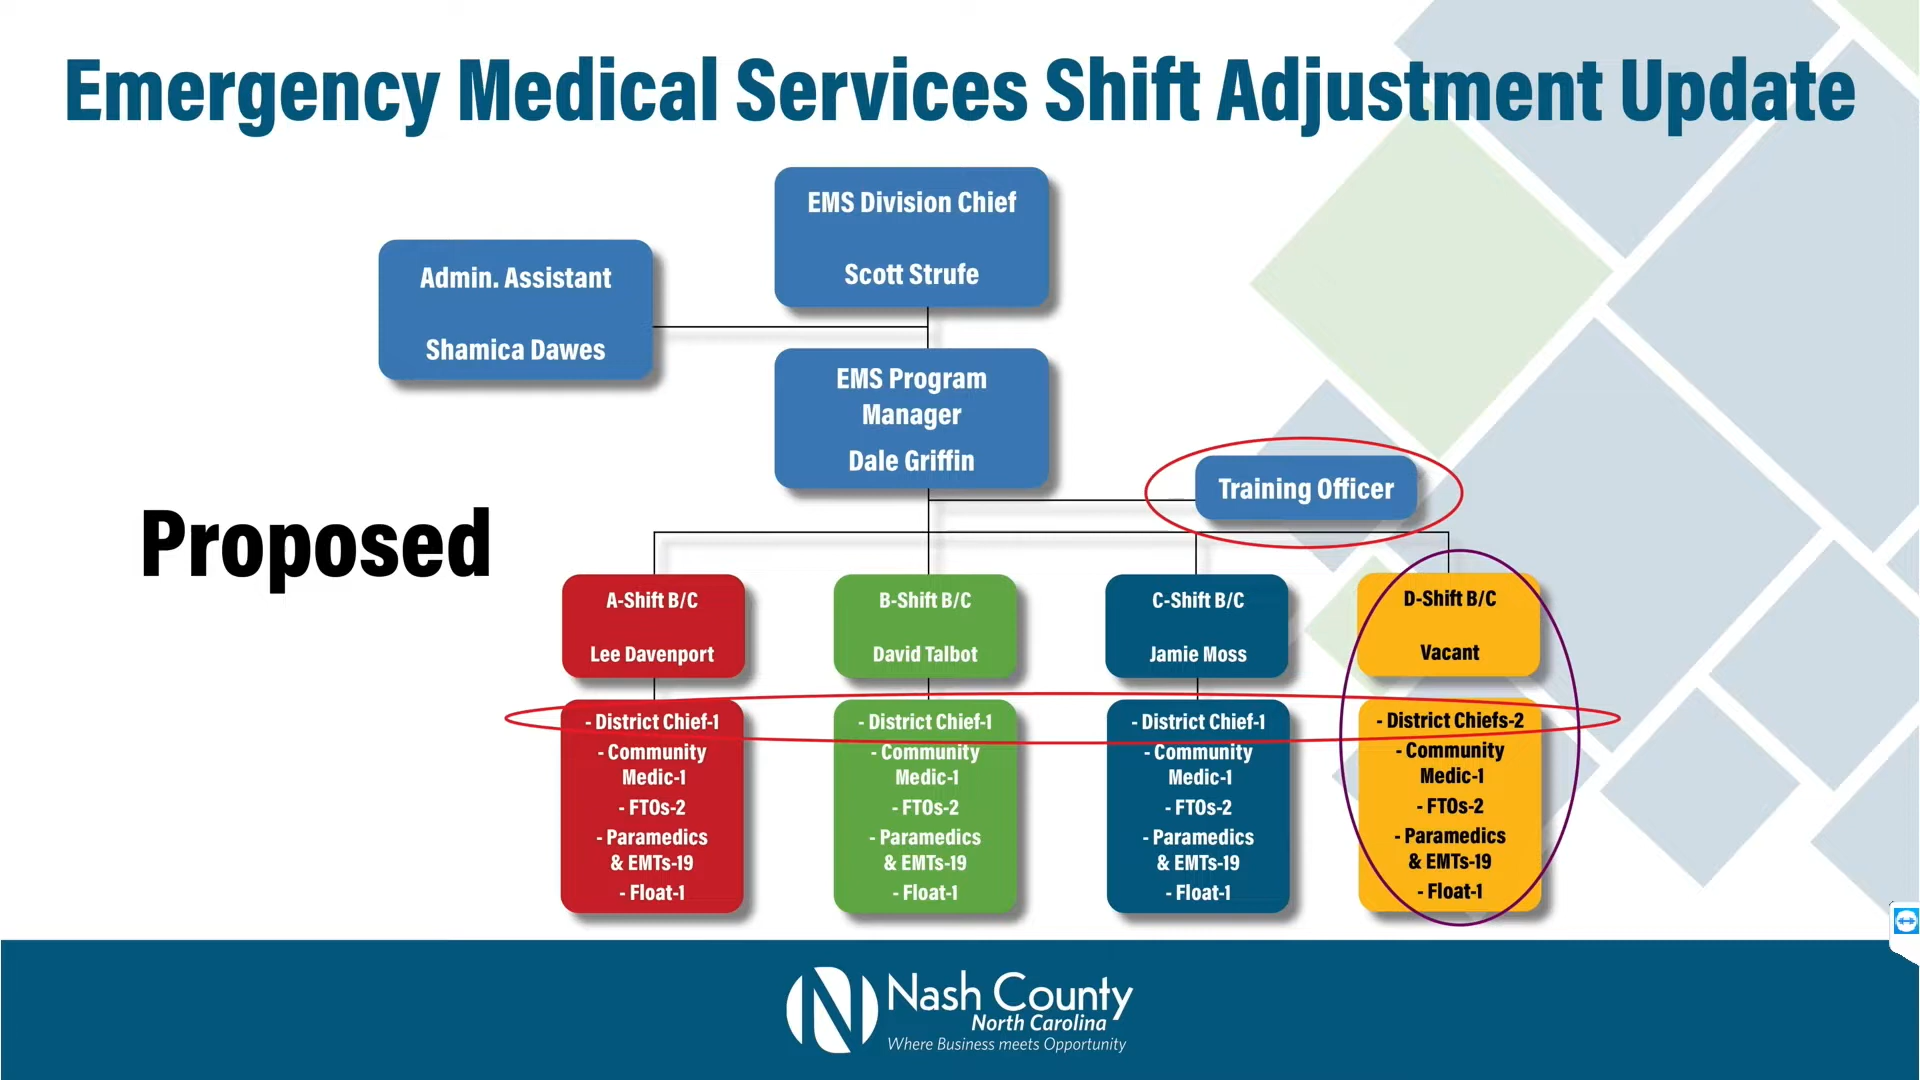 Emergency Medical Services Shift Adjustment Update
EMS Division Chief
Scott Strufe
Admin. Assistant
Shamica Dawes
EMS Program
Manager
Dale Griffin
Training Officer
Proposed
A-Shift B/C
Lee Davenport
B-Shift B/C
David Talbot
C-Shift B/C
Jamie Moss
D-Shift B/C
Vacant
- District Chief-1
- Community
Medic-1
- FTOs-2
- Paramedics
& EMTs-19
- Float-1
- District Chief-1
- Community
Medic-1
- FTOs-2
- Paramedics
& EMTs-19
- Float-1
- District Chief-1
- Community
Medic-1
- FTOs-2
- Paramedics
& EMTs-19
- Float-1
- District Chiefs-2
- Community
Medic-1
- FTOs-2
- Paramedics
& EMTs-19
- Float-1
Nash County
North Carolina
Where Business meets Opportunity